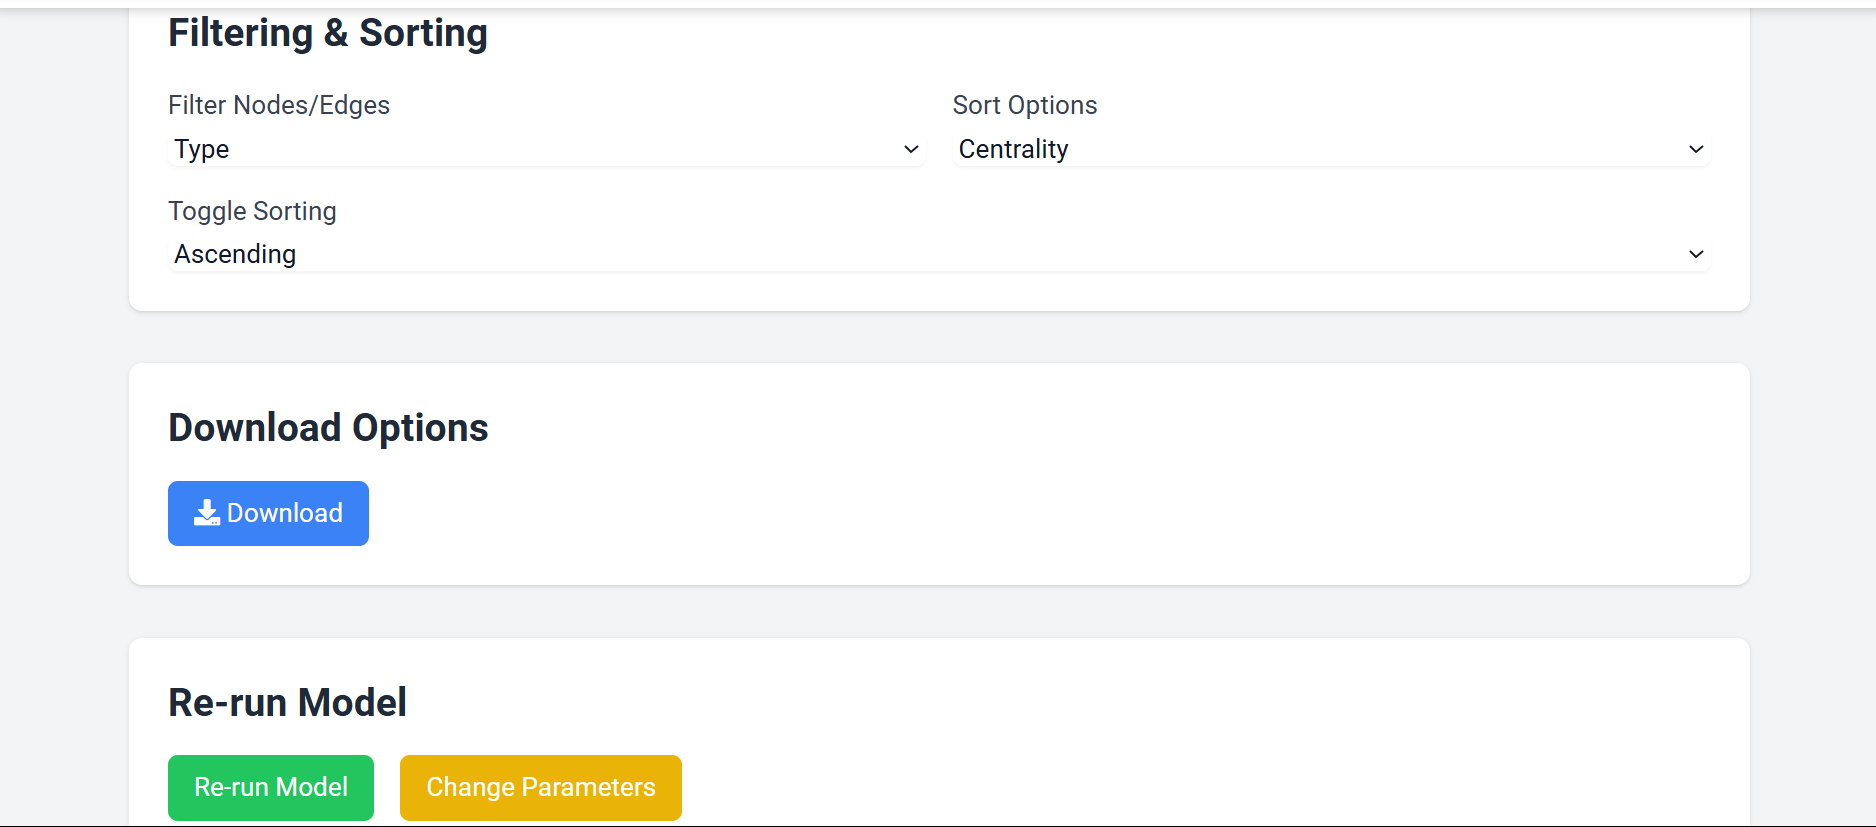 Filtering & Sorting
Filter Nodes/Edges
Type
Sort Options
Centrality
Toggle Sorting
Ascending
Download Options
Download
Re-run Model
Re-run Model
Change Parameters